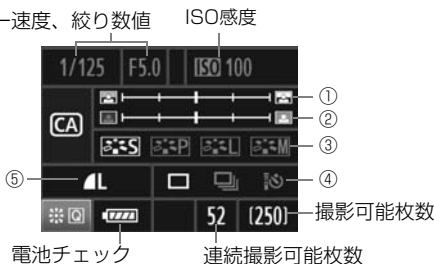 ー速度、絞り数値 ISO感度
1/125 F5.0 ISO 100
①
CA
②
S P L M ③
⑤ L ④
Q 52 [250] 撮影可能枚数
電池チェック 連続撮影可能枚数